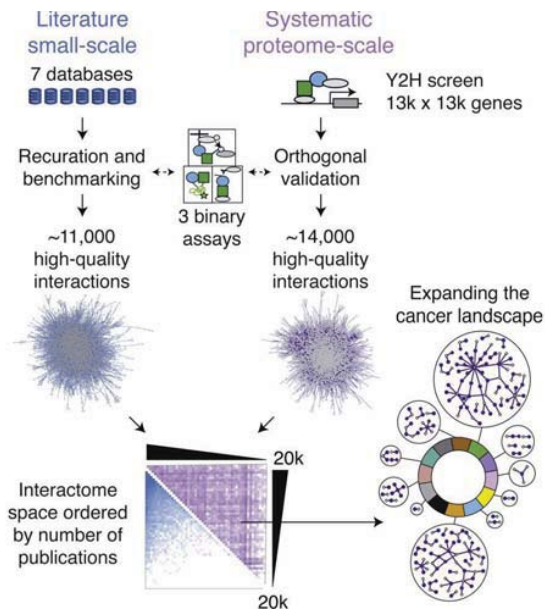 Literature
small-scale
Systematic
proteome-scale
7 databases
Y2H screen
13k x 13k genes
Recuration and
benchmarking
Orthogonal
validation
3 binary
assays
~11,000
high-quality
interactions
~14,000
high-quality
interactions
Expanding the
cancer landscape
20k
Interactome
space ordered
by number of
publications
20k